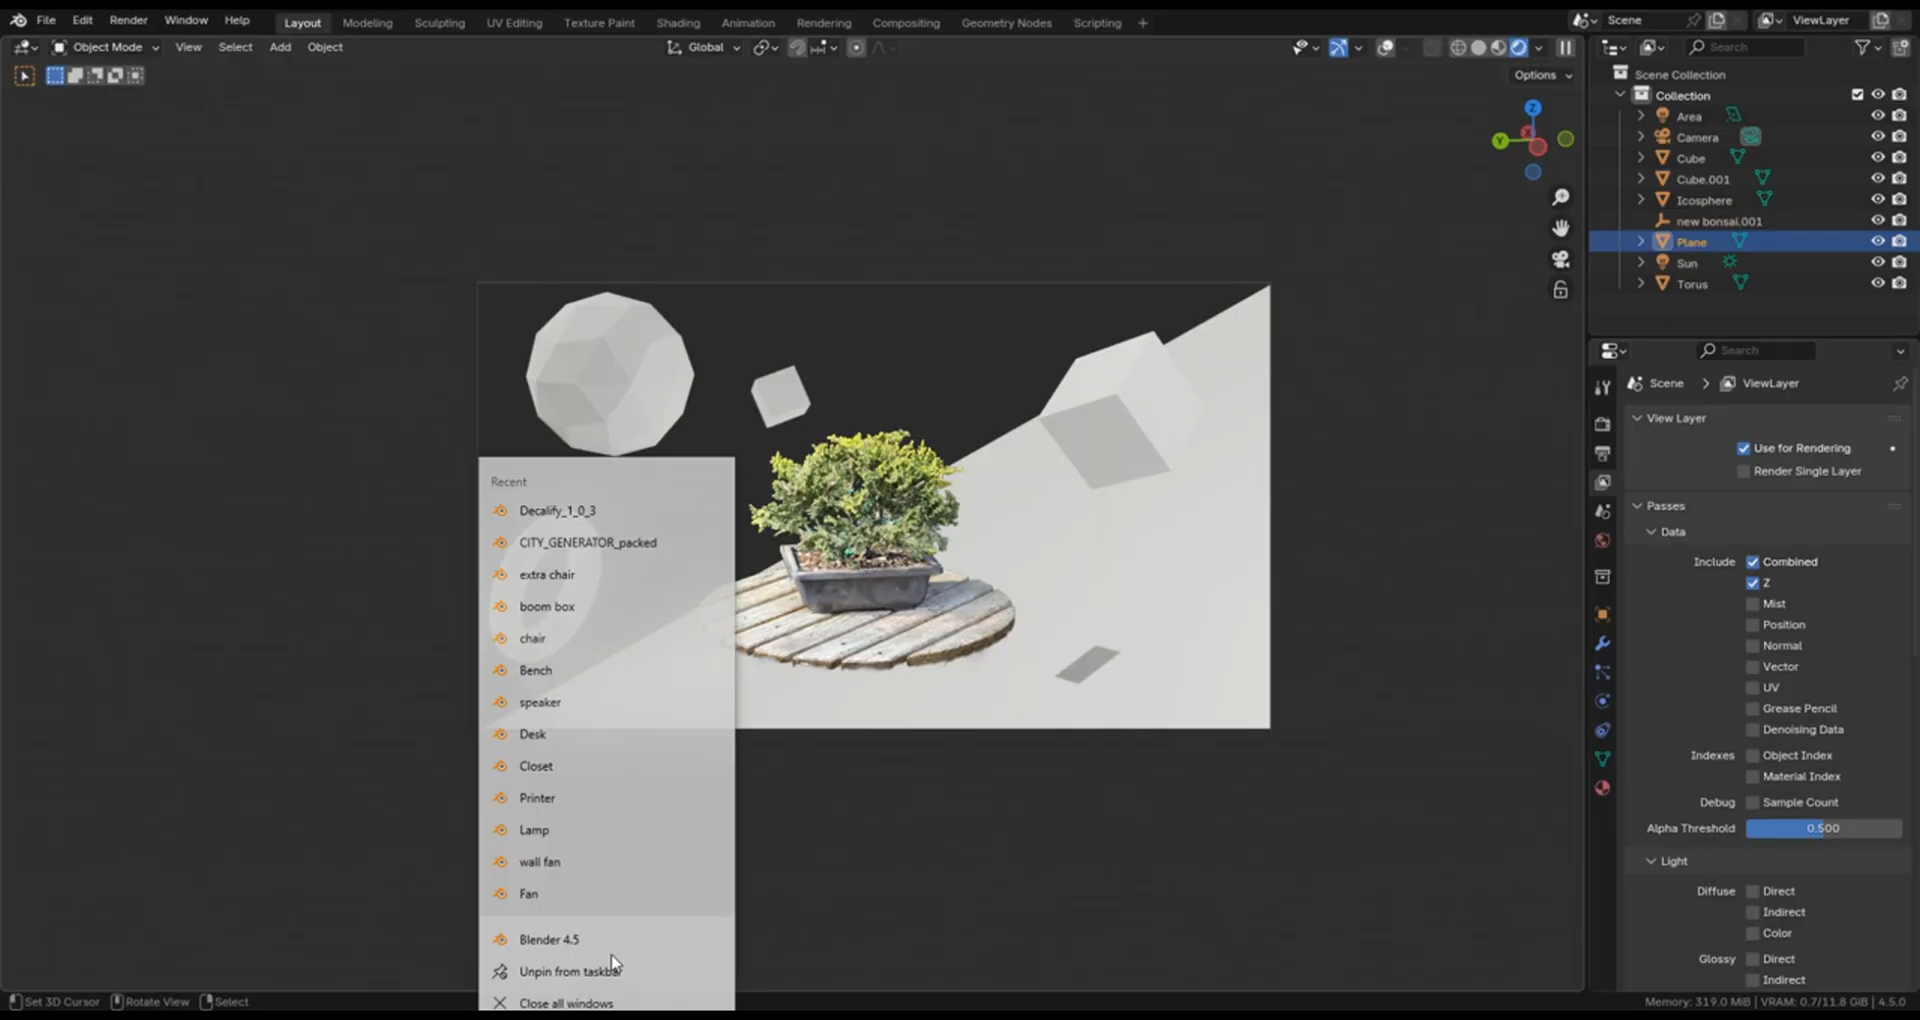 File Edit Render Window Help Layout Modeling Sculpting UV Editing Texture Paint Shading Animation Rendering Compositing Geometry Nodes Scripting + Scene ViewLayer
Object Mode View Select Add Object Global Search
Options
Z
Y
X
Scene Collection
Collection
Area
Camera
Cube
Cube.001
Icosphere
new bonsai.001
Plane
Sun
Torus
Search
Scene ViewLayer
View Layer
Use for Rendering
Render Single Layer
Passes
Data
Include Combined
Z
Mist
Position
Normal
Vector
UV
Grease Pencil
Denoising Data
Indexes Object Index
Material Index
Debug Sample Count
Alpha Threshold 0.500
Light
Diffuse Direct
Indirect
Color
Glossy Direct
Indirect
Recent
Decalify_1_0_3
CITY_GENERATOR_packed
extra chair
boom box
chair
Bench
speaker
Desk
Closet
Printer
Lamp
wall fan
Fan
Blender 4.5
Unpin from taskbar
Close all windows
Set 3D Cursor Rotate View Select Memory: 319.0 MiB | VRAM: 0.7/11.8 GiB | 4.5.0